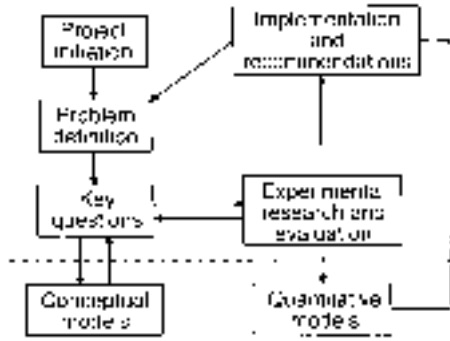 Project
initiation
Implementation
and
recommendations
Problem
definition
Key
questions
Experimental
research and
evaluation
Conceptual
models
Quantitative
models